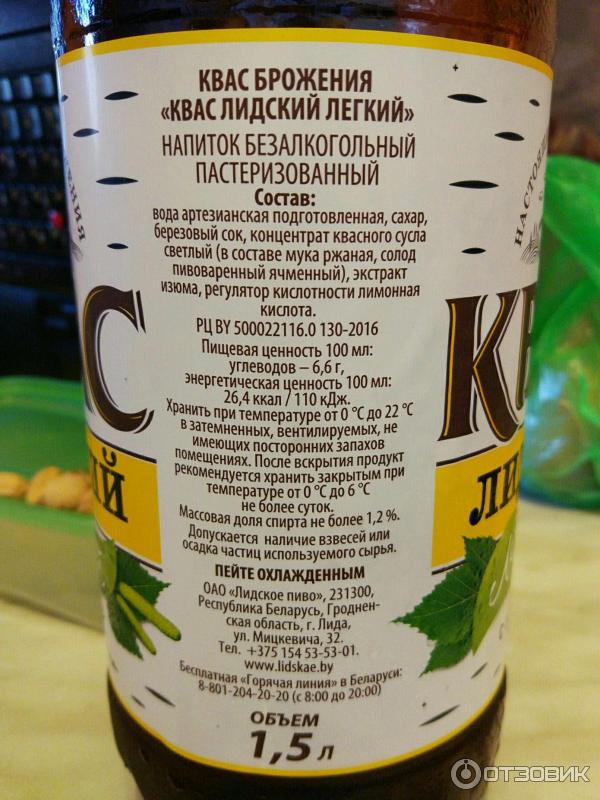 КВАС БРОЖЕНИЯ
«КВАС ЛИДСКИЙ ЛЕГКИЙ»
НАПИТОК БЕЗАЛКОГОЛЬНЫЙ
ПАСТЕРИЗОВАННЫЙ
Состав:
вода артезианская подготовленная, сахар,
березовый сок, концентрат квасного сусла
светлый (в составе мука ржаная, солод
пивоваренный ячменный), экстракт
изюма, регулятор кислотности лимонная
кислота.
РЦ BY 500022116.0 130-2016
Пищевая ценность 100 мл:
углеводов – 6,6 г,
энергетическая ценность 100 мл:
26,4 ккал / 110 кДж.
Хранить при температуре от 0 °С до 22 °С
в затемненных, вентилируемых, не
имеющих посторонних запахов
помещениях. После вскрытия продукт
рекомендуется хранить закрытым при
температуре от 0 °С до 6 °С
не более суток.
Массовая доля спирта не более 1,2 %.
Допускается наличие взвесей или
осадка частиц используемого сырья.
ПЕЙТЕ ОХЛАЖДЕННЫМ
ОАО «Лидское пиво», 231300,
Республика Беларусь, Гроднен-
ская область, г. Лида,
ул. Мицкевича, 32.
Тел. +375 154 53-53-01.
www.lidskae.by
Бесплатная «Горячая линия» в Беларуси:
8-801-204-20-20 (с 8:00 до 20:00)
ОБЪЕМ
1,5 л
АС
ЫЙ
НАСТОЯ
КВ
ЛИ
ОТЗОВИК